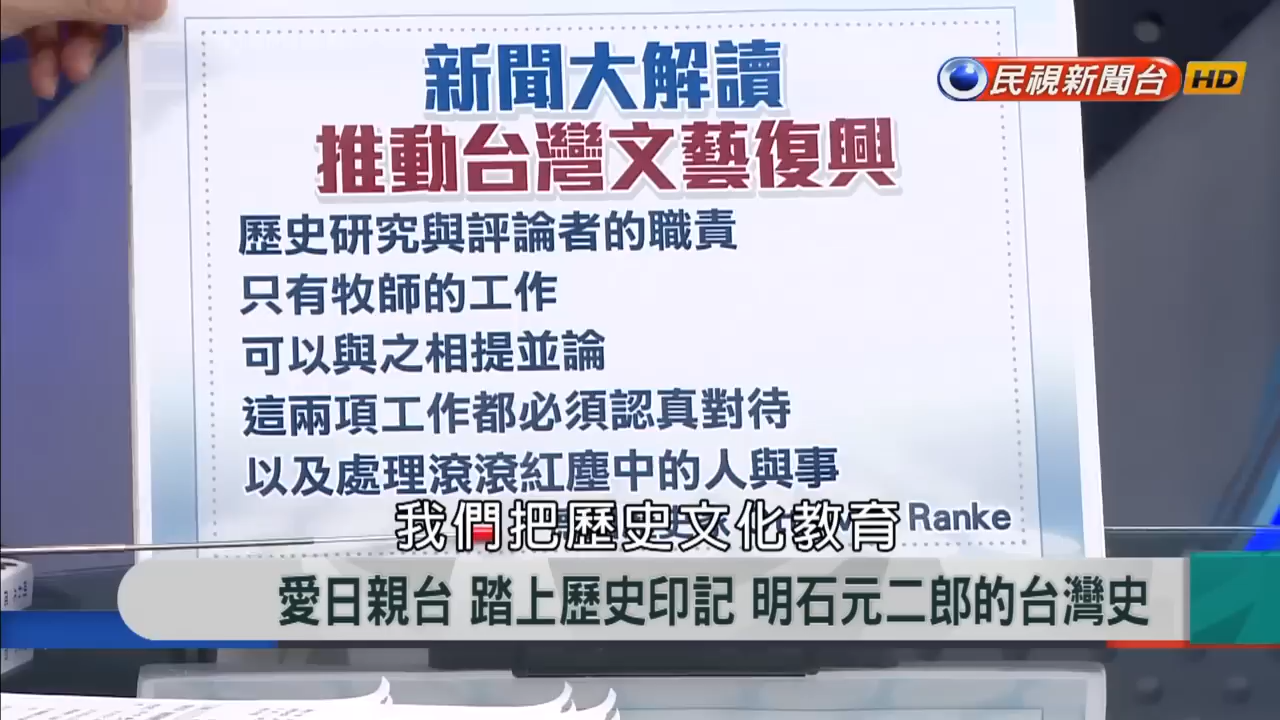 新聞大解讀
民視新聞台 HD
推動台灣文藝復興
歷史研究與評論者的職責
只有牧師的工作
可以與之相提並論
這兩項工作都必須認真對待
以及處理滾滾紅塵中的人與事
Ranke
我們把歷史文化教育
愛日親台 踏上歷史印記 明石元二郎的台灣史